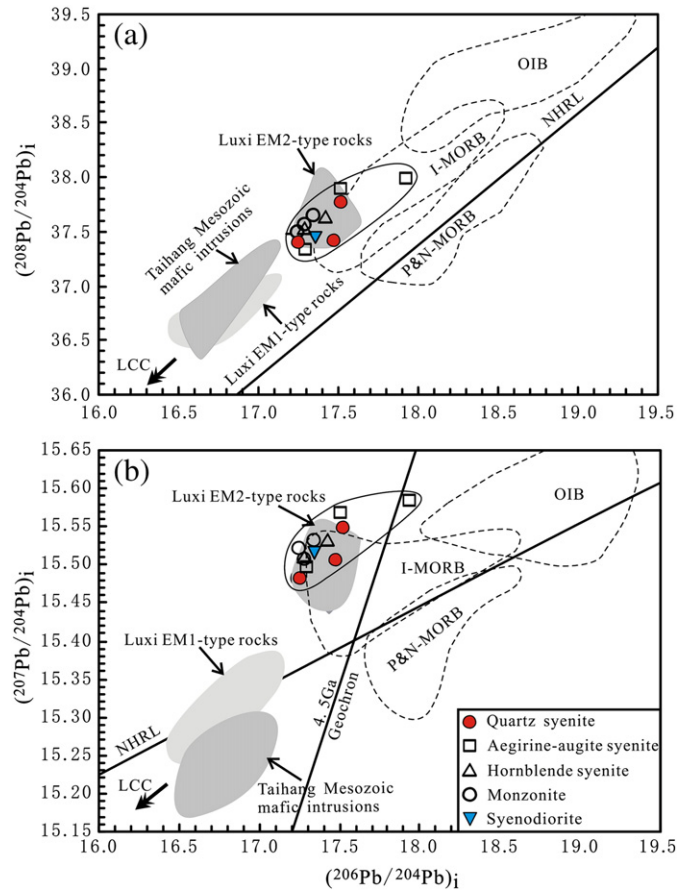 (a)
39.5
39.0
38.5
38.0
37.5
37.0
36.5
36.0
(²⁰⁸Pb/²⁰⁴Pb)i
OIB
NHRL
I-MORB
P&N-MORB
Luxi EM2-type rocks
Taihang Mesozoic
mafic intrusions
Luxi EM1-type rocks
LCC
16.0 16.5 17.0 17.5 18.0 18.5 19.0 19.5
(b)
15.65
15.60
15.55
15.50
15.45
15.40
15.35
15.30
15.25
15.20
15.15
(²⁰⁷Pb/²⁰⁴Pb)i
Luxi EM2-type rocks
OIB
I-MORB
P&N-MORB
Luxi EM1-type rocks
4.5Ga
Geochron
NHRL
LCC
Taihang Mesozoic
mafic intrusions
Quartz syenite
Aegirine-augite syenite
Hornblende syenite
Monzonite
Syenodiorite
16.0 16.5 17.0 17.5 18.0 18.5 19.0 19.5
(²⁰⁶Pb/²⁰⁴Pb)i